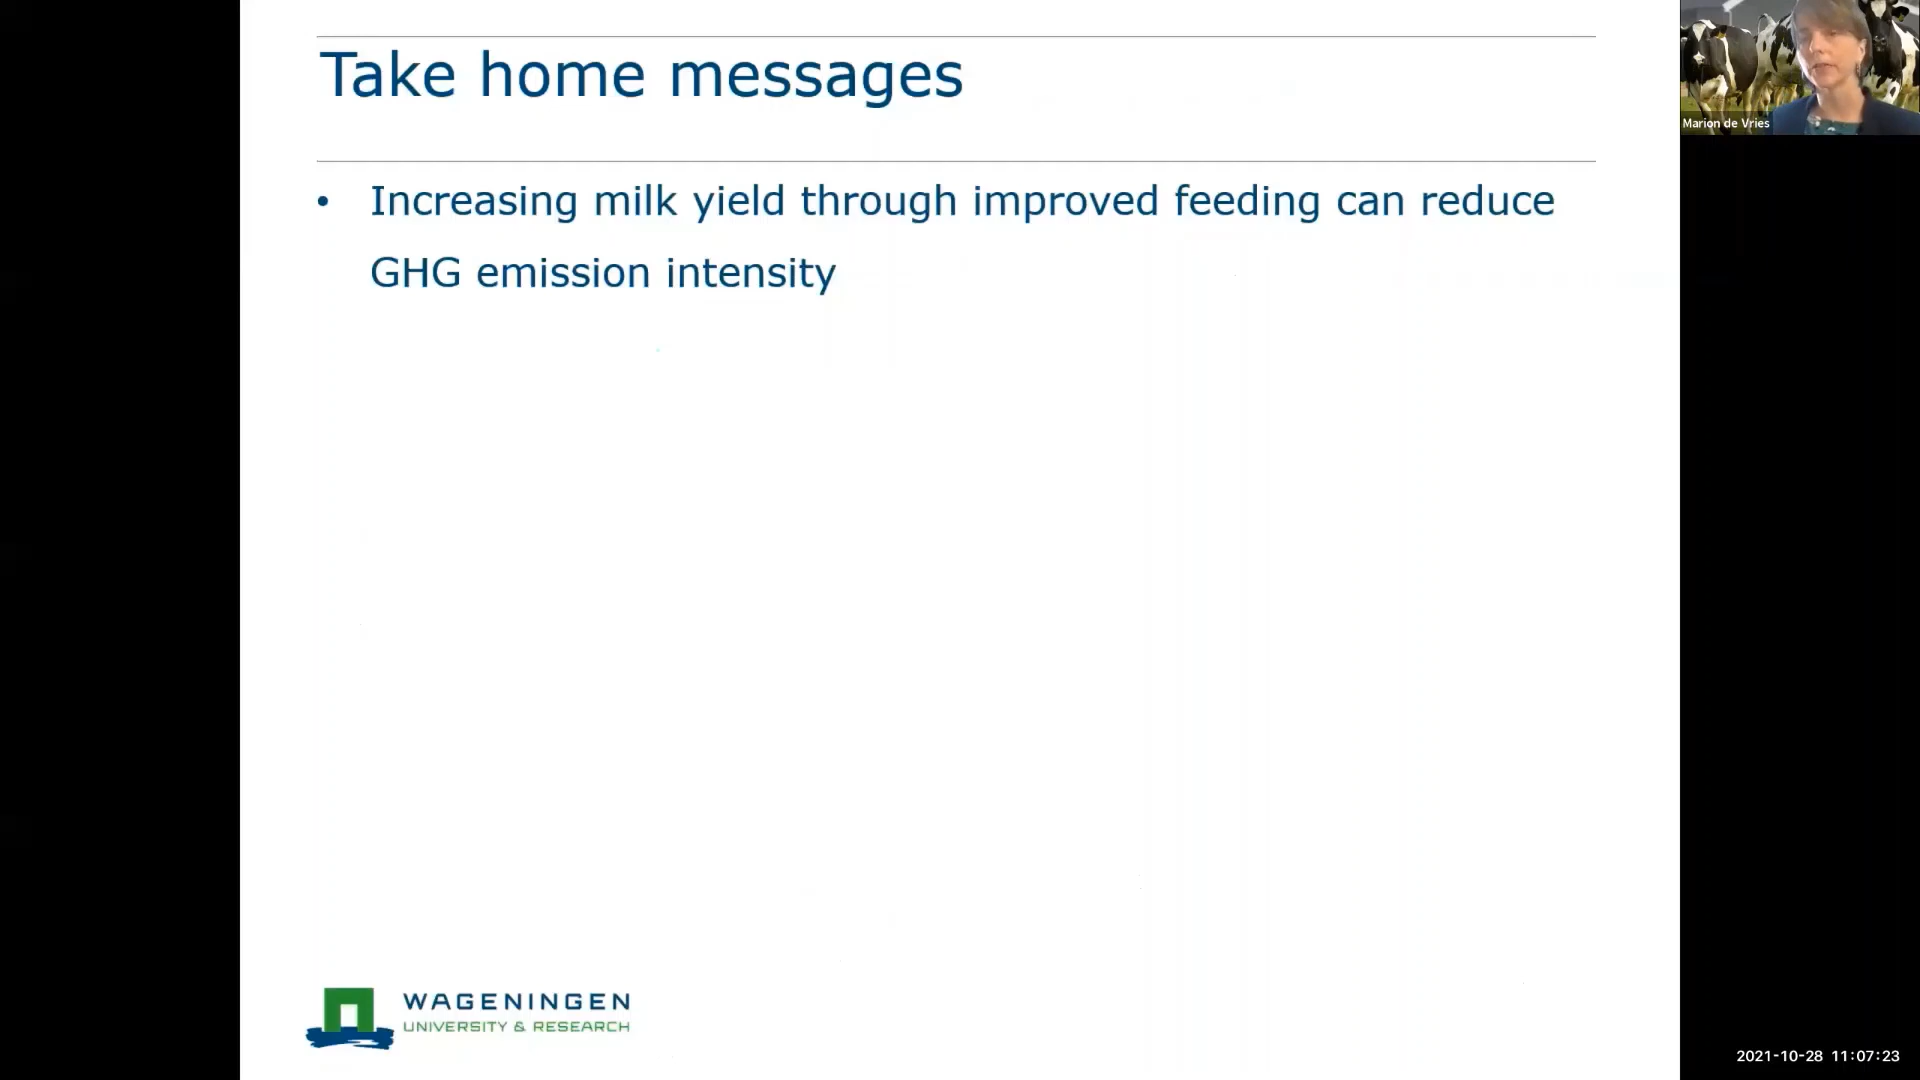 Take home messages
Marion de Vries
• Increasing milk yield through improved feeding can reduce
GHG emission intensity
WAGENINGEN
UNIVERSITY & RESEARCH
2021-10-28 11:07:23